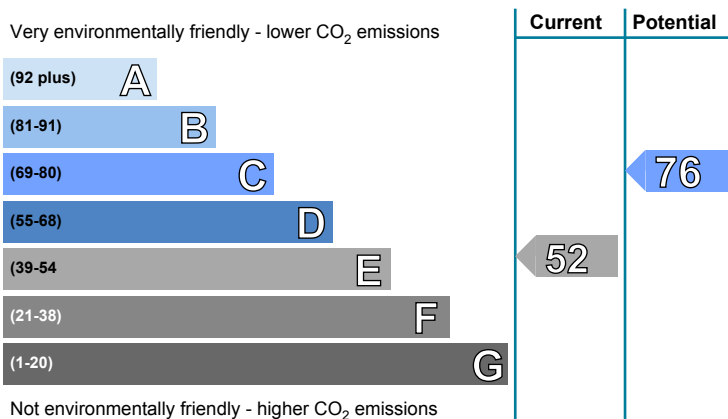 Current Potential
Very environmentally friendly - lower CO2 emissions
(92 plus) A
(81-91) B
(69-80) C
76
(55-68) D
(39-54 E
52
(21-38) F
(1-20) G
Not environmentally friendly - higher CO2 emissions